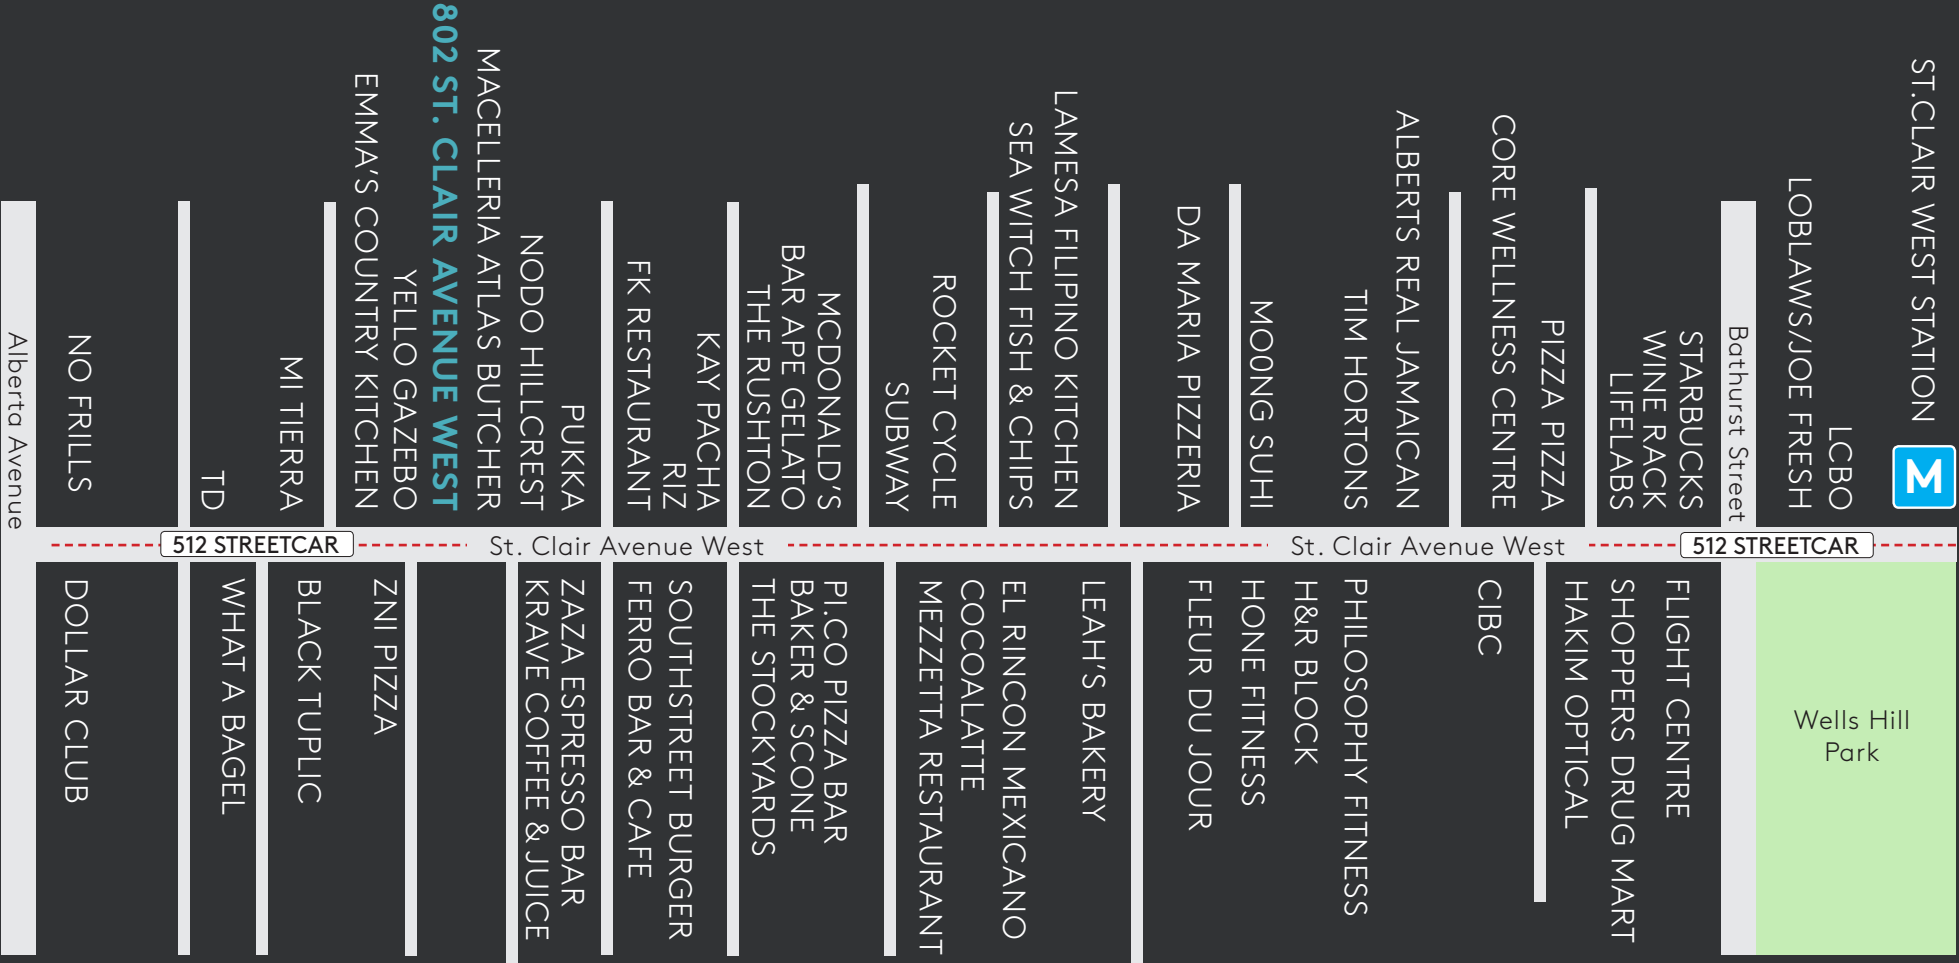 Alberta Avenue
NO FRILLS
TD
MI TIERRA
EMMA'S COUNTRY KITCHEN
YELLO GAZEBO
802 ST. CLAIR AVENUE WEST
MACELLERIA ATLAS BUTCHER
NODO HILLCREST
PUKKA
FK RESTAURANT
RIZ
KAY PACHA
THE RUSHTON
BAR APE GELATO
MCDONALD'S
SUBWAY
ROCKET CYCLE
SEA WITCH FISH & CHIPS
LAMESA FILIPINO KITCHEN
DA MARIA PIZZERIA
MO0NG SUHI
TIM HORTONS
ALBERTS REAL JAMAICAN
CORE WELLNESS CENTRE
PIZZA PIZZA
LIFELABS
WINE RACK
STARBUCKS
Bathurst Street
LOBLAWS/JOE FRESH
LCBO
ST.CLAIR WEST STATION
M
512 STREETCAR
St. Clair Avenue West
St. Clair Avenue West
512 STREETCAR
DOLLAR CLUB
WHAT A BAGEL
BLACK TUPLIC
ZNI PIZZA
KRAVE COFFEE & JUICE
ZAZA ESPRESSO BAR
FERRO BAR & CAFE
SOUTHSTREET BURGER
THE STOCKYARDS
BAKER & SCONE
PI.CO PIZZA BAR
MEZZETTA RESTAURANT
COCOALATTE
EL RINCON MEXICANO
LEAH'S BAKERY
FLEUR DU JOUR
HONE FITNESS
H&R BLOCK
PHILOSOPHY FITNESS
CIBC
HAKIM OPTICAL
SHOPPERS DRUG MART
FLIGHT CENTRE
Wells Hill
Park